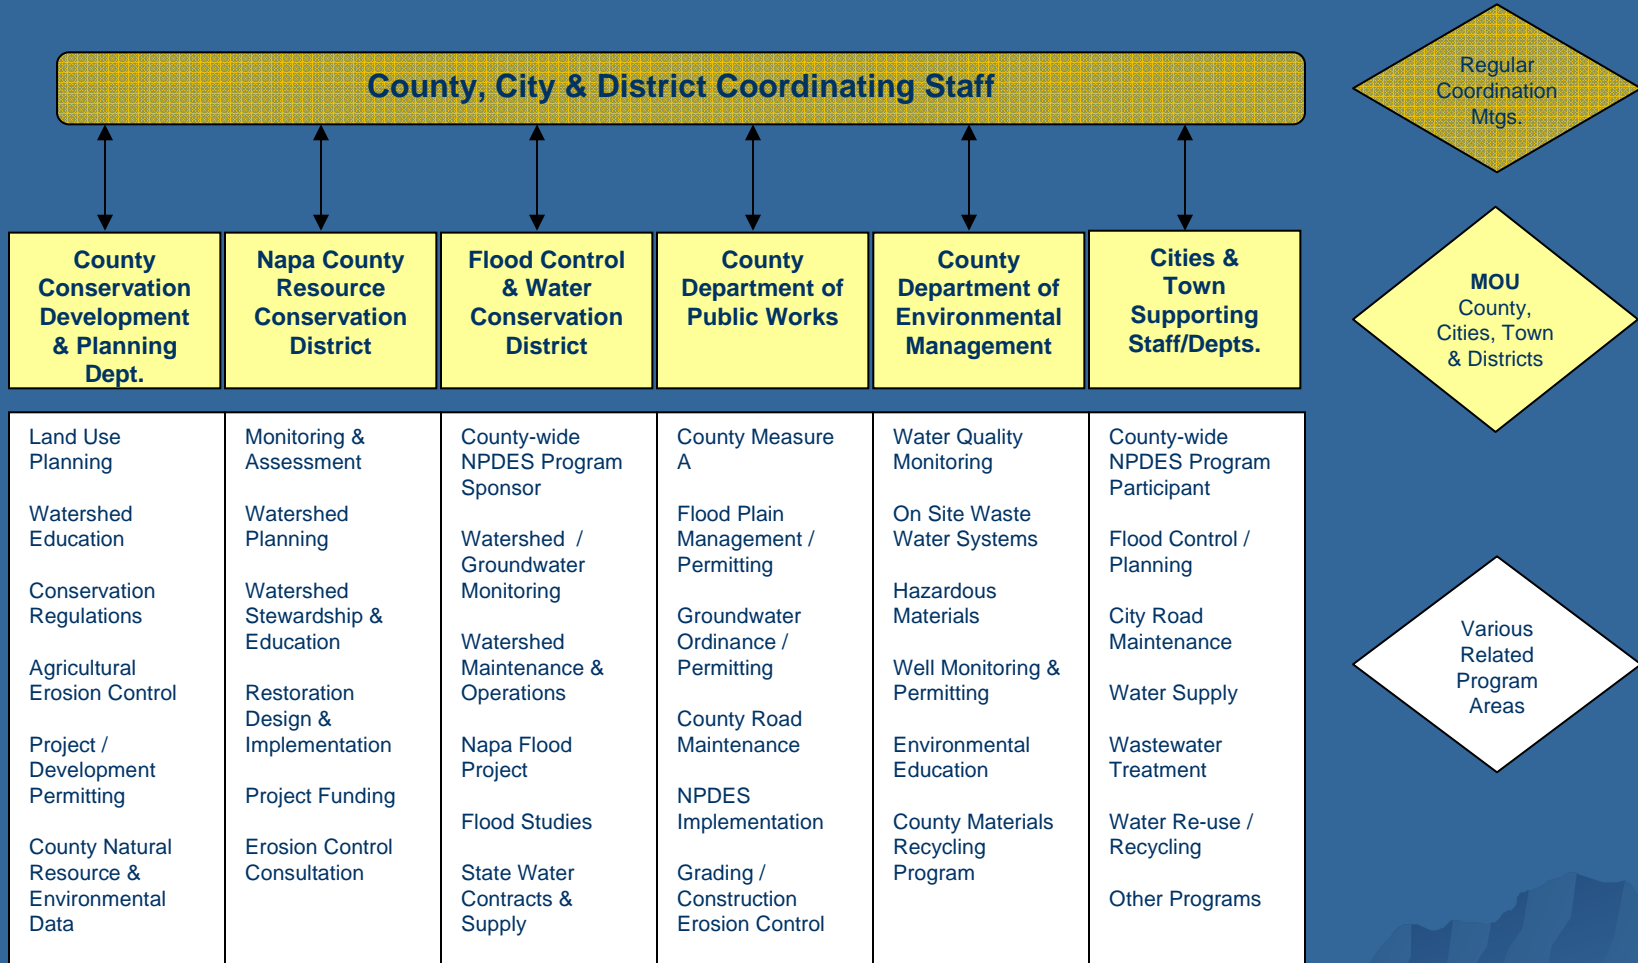 County, City & District Coordinating Staff
Regular
Coordination
Mtgs.
County
Conservation
Development
& Planning
Dept.
Napa County
Resource
Conservation
District
Flood Control
& Water
Conservation
District
County
Department of
Public Works
County
Department of
Environmental
Management
Cities &
Town
Supporting
Staff/Depts.
MOU
County,
Cities, Town
& Districts
Land Use
Planning
Watershed
Education
Conservation
Regulations
Agricultural
Erosion Control
Project /
Development
Permitting
County Natural
Resource &
Environmental
Data
Monitoring &
Assessment
Watershed
Planning
Watershed
Stewardship &
Education
Restoration
Design &
Implementation
Project Funding
Erosion Control
Consultation
County-wide
NPDES Program
Sponsor
Watershed /
Groundwater
Monitoring
Watershed
Maintenance &
Operations
Napa Flood
Project
Flood Studies
State Water
Contracts &
Supply
County Measure
A
Flood Plain
Management /
Permitting
Groundwater
Ordinance /
Permitting
County Road
Maintenance
NPDES
Implementation
Grading /
Construction
Erosion Control
Water Quality
Monitoring
On Site Waste
Water Systems
Hazardous
Materials
Well Monitoring &
Permitting
Environmental
Education
County Materials
Recycling
Program
County-wide
NPDES Program
Participant
Flood Control /
Planning
City Road
Maintenance
Water Supply
Wastewater
Treatment
Water Re-use /
Recycling
Other Programs
Various
Related
Program
Areas